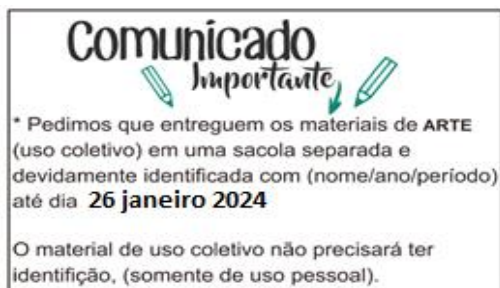 Comunicado
Importante
* Pedimos que entreguem os materiais de ARTE
(uso coletivo) em uma sacola separada e
devidamente identificada com (nome/ano/período)
até dia 26 janeiro 2024
O material de uso coletivo não precisará ter
identifição, (somente de uso pessoal).